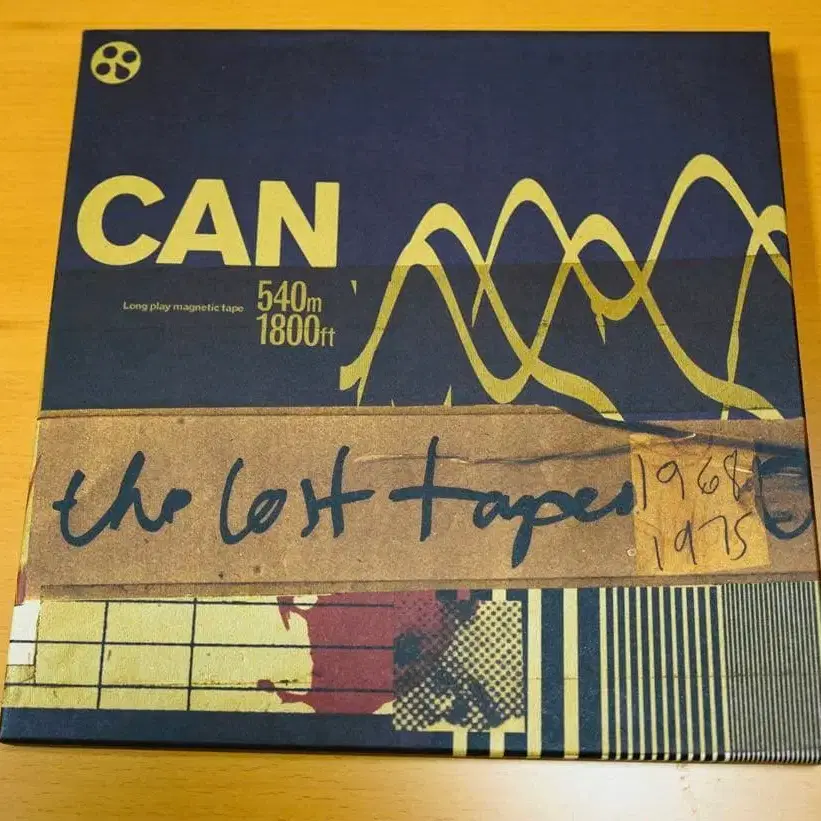 CAN
Long play magnetic tape
540m
1800ft
the lost tapes
1968
1975